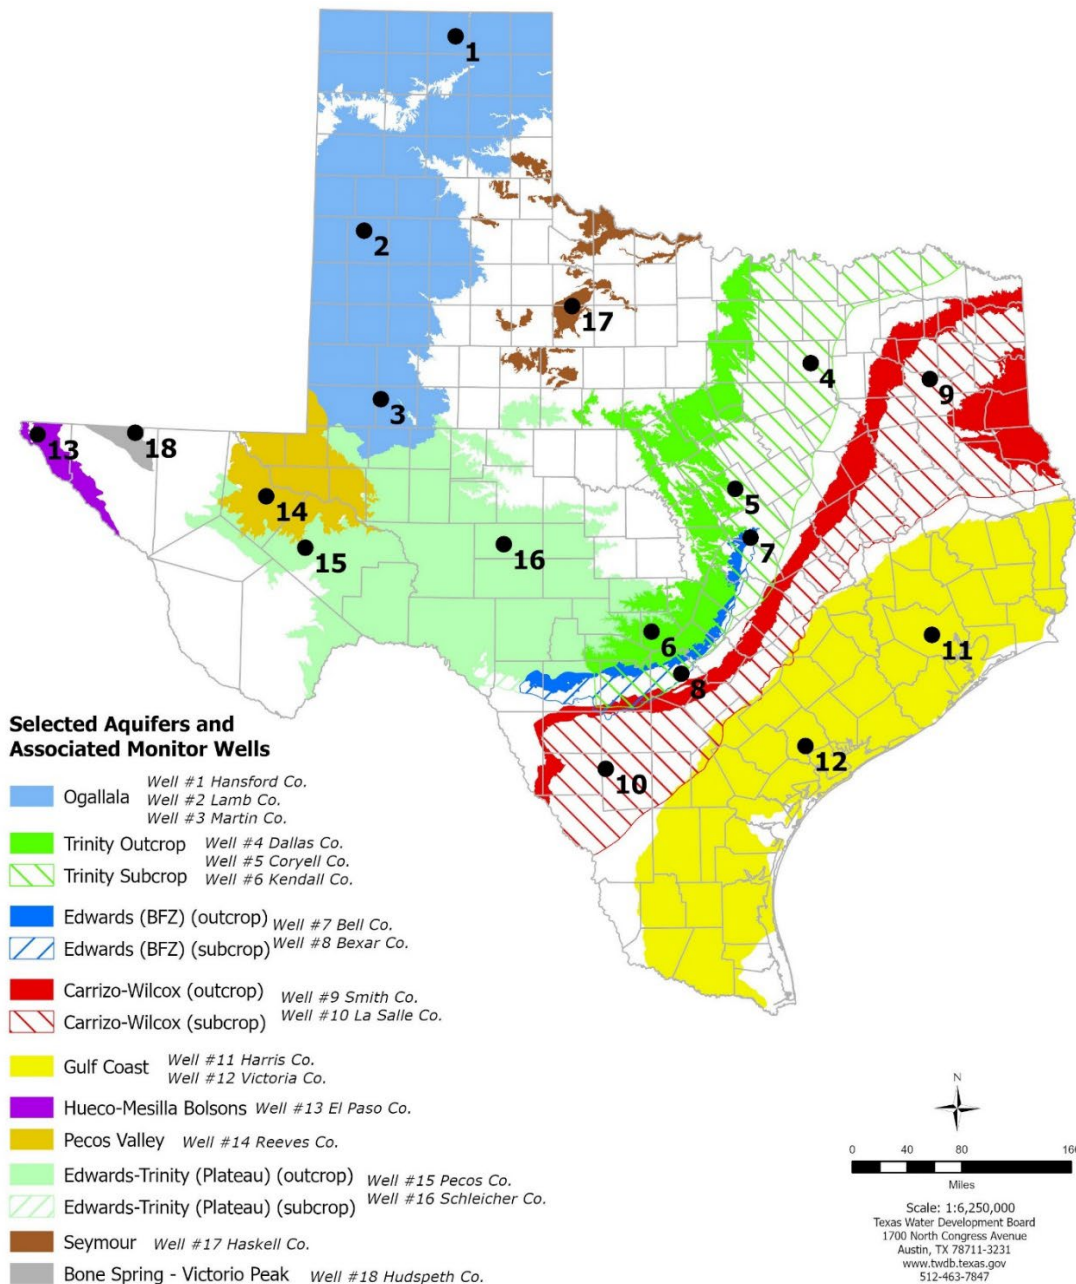 1
2
17
4
9
3
13
18
5
14
7
15
16
6
11
8
12
10
Selected Aquifers and
Associated Monitor Wells
Ogallala
Well #1 Hansford Co.
Well #2 Lamb Co.
Well #3 Martin Co.
Trinity Outcrop
Trinity Subcrop
Well #4 Dallas Co.
Well #5 Coryell Co.
Well #6 Kendall Co.
Edwards (BFZ) (outcrop)
Edwards (BFZ) (subcrop)
Well #7 Bell Co.
Well #8 Bexar Co.
Carrizo-Wilcox (outcrop)
Carrizo-Wilcox (subcrop)
Well #9 Smith Co.
Well #10 La Salle Co.
Gulf Coast
Well #11 Harris Co.
Well #12 Victoria Co.
Hueco-Mesilla Bolsons Well #13 El Paso Co.
Pecos Valley Well #14 Reeves Co.
Edwards-Trinity (Plateau) (outcrop)
Edwards-Trinity (Plateau) (subcrop)
Well #15 Pecos Co.
Well #16 Schleicher Co.
Seymour Well #17 Haskell Co.
Bone Spring - Victorio Peak Well #18 Hudspeth Co.
N
0 40 80 160
Miles
Scale: 1:6,250,000
Texas Water Development Board
1700 North Congress Avenue
Austin, TX 78711-3231
www.twdb.texas.gov
512-463-7847